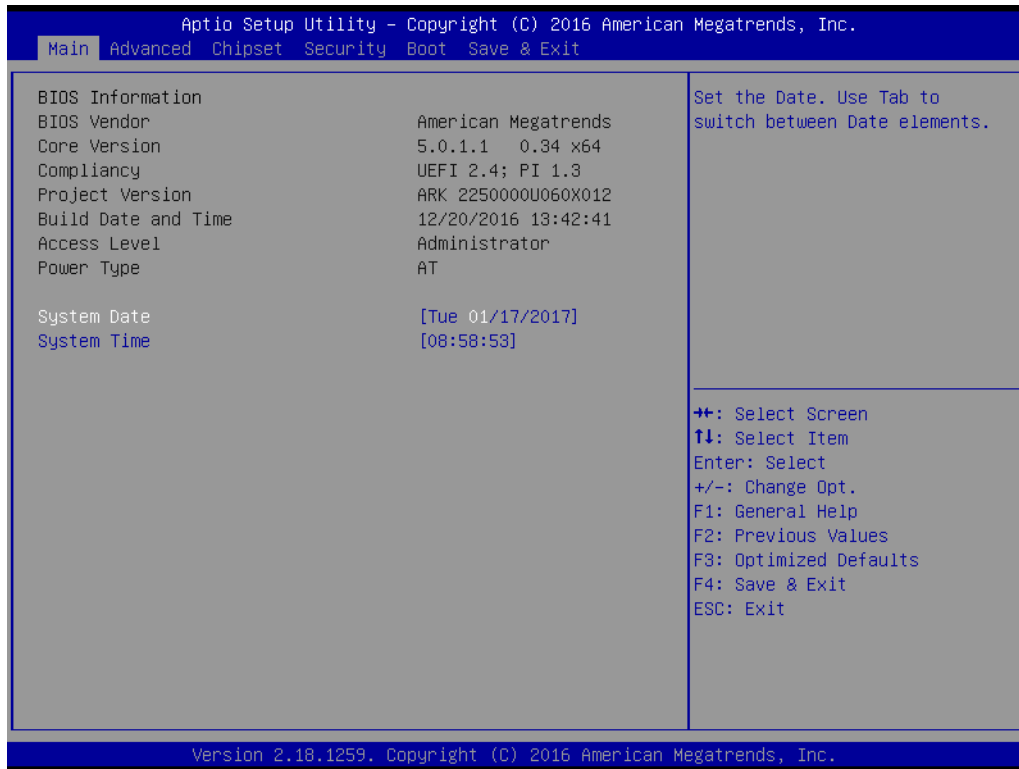 Aptio Setup Utility – Copyright (C) 2016 American Megatrends, Inc.
Main Advanced Chipset Security Boot Save & Exit
BIOS Information
BIOS Vendor American Megatrends
Core Version 5.0.1.1 0.34 x64
Compliancy UEFI 2.4; PI 1.3
Project Version ARK 2250000U060X012
Build Date and Time 12/20/2016 13:42:41
Access Level Administrator
Power Type AT
System Date [Tue 01/17/2017]
System Time [08:58:53]
Set the Date. Use Tab to
switch between Date elements.
→←: Select Screen
↑↓: Select Item
Enter: Select
+/-: Change Opt.
F1: General Help
F2: Previous Values
F3: Optimized Defaults
F4: Save & Exit
ESC: Exit
Version 2.18.1259. Copyright (C) 2016 American Megatrends, Inc.